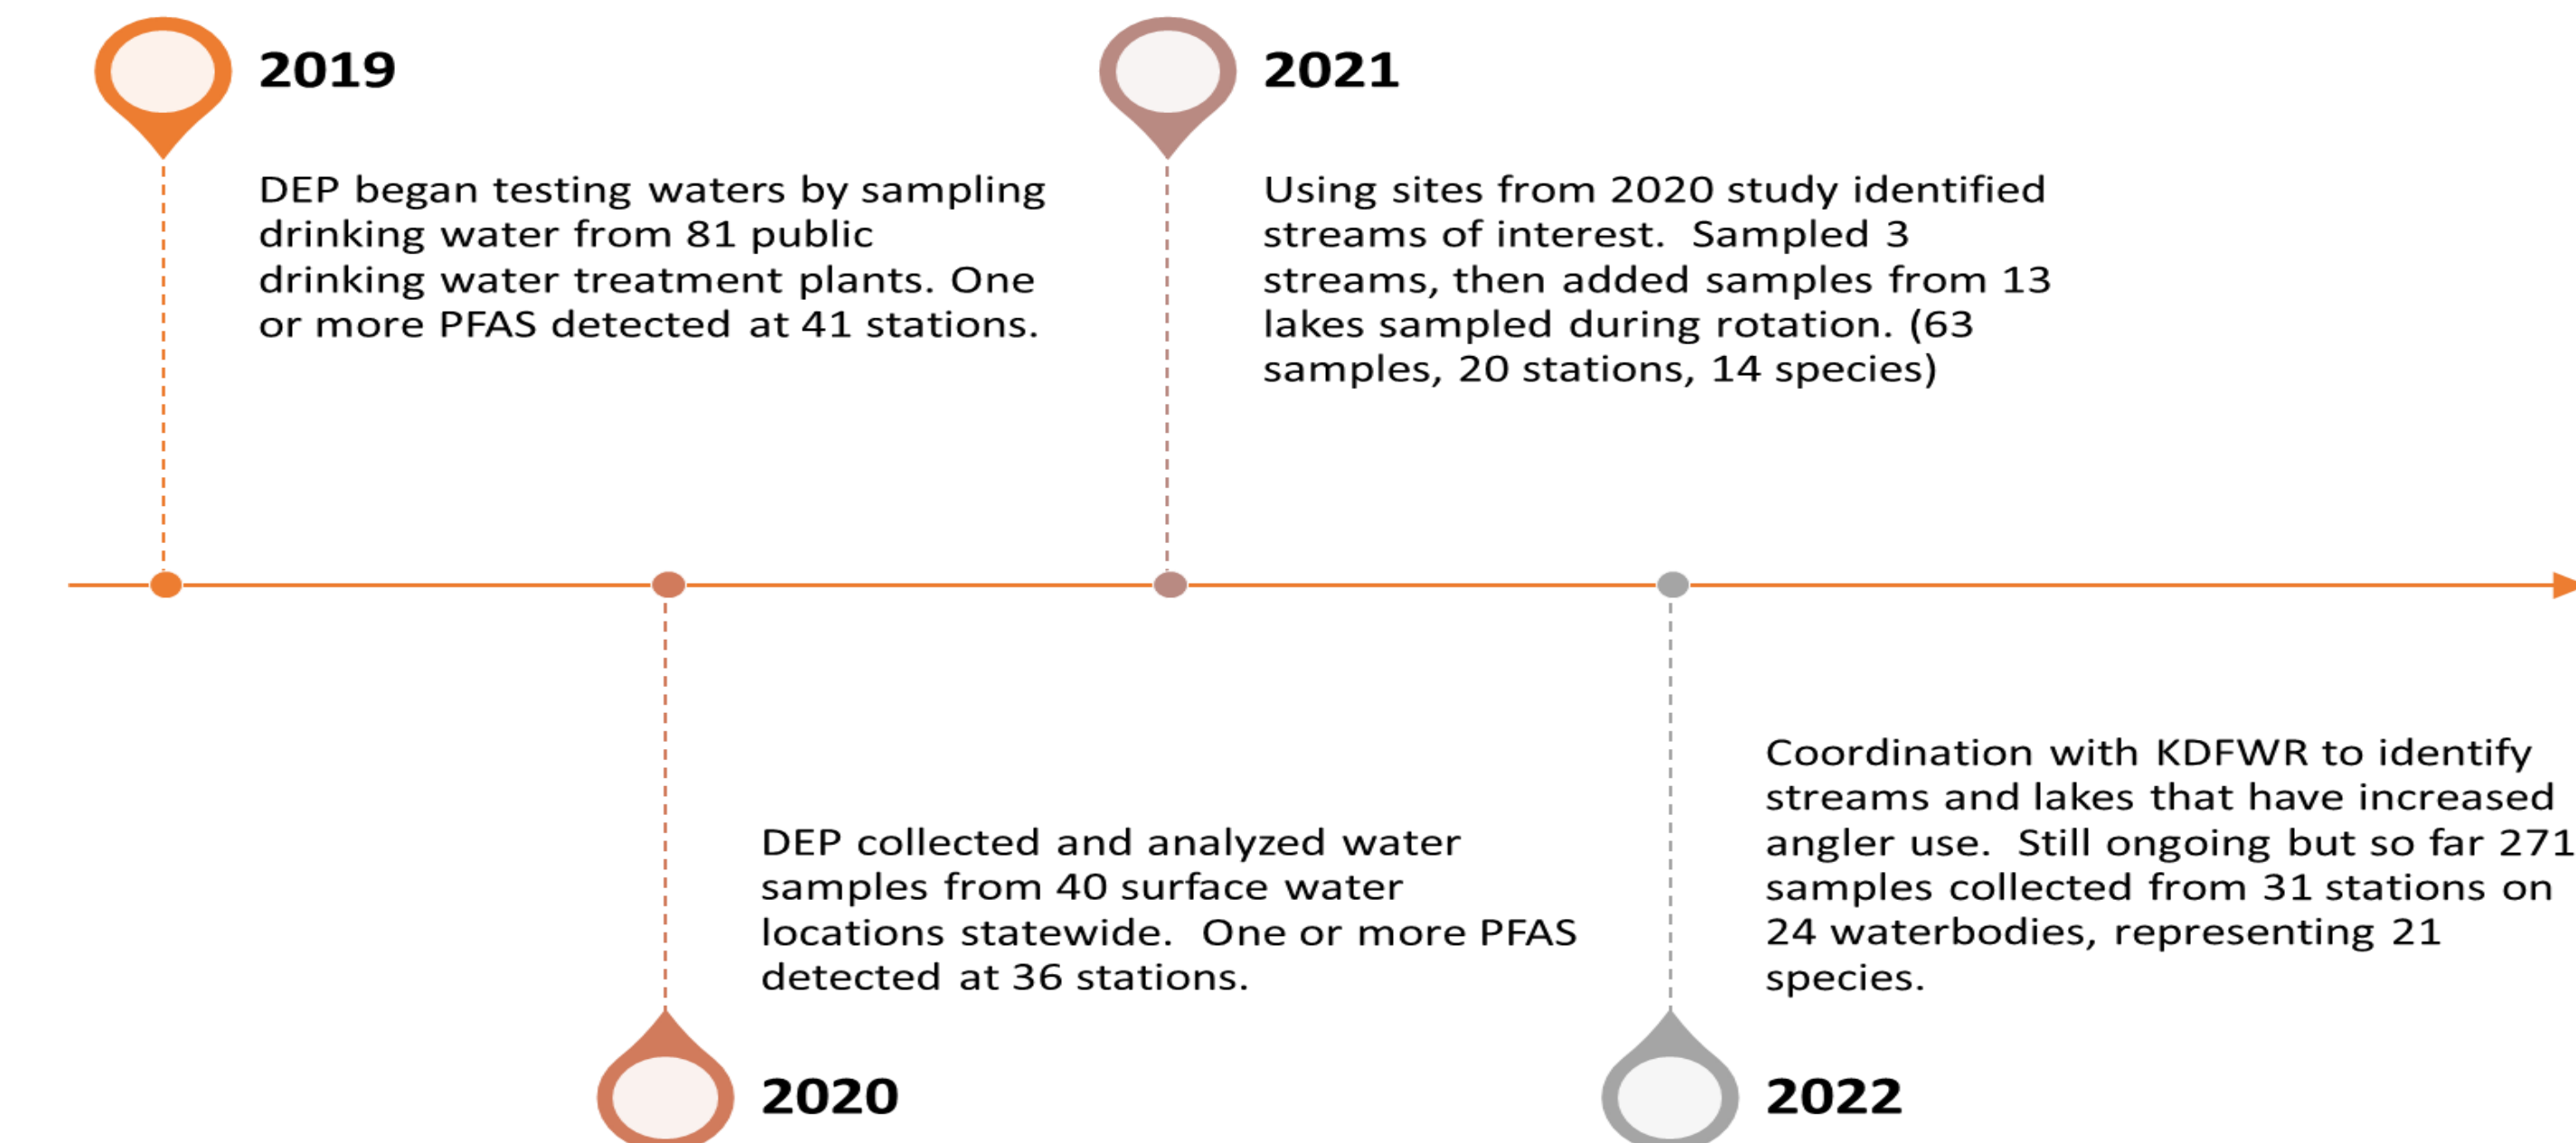 2019
DEP began testing waters by sampling
drinking water from 81 public
drinking water treatment plants. One
or more PFAS detected at 41 stations.
2021
Using sites from 2020 study identified
streams of interest.  Sampled 3
streams, then added samples from 13
lakes sampled during rotation. (63
samples, 20 stations, 14 species)
DEP collected and analyzed water
samples from 40 surface water
locations statewide.  One or more PFAS
detected at 36 stations.
2020
Coordination with KDFWR to identify
streams and lakes that have increased
angler use.  Still ongoing but so far 271
samples collected from 31 stations on
24 waterbodies, representing 21
species.
2022